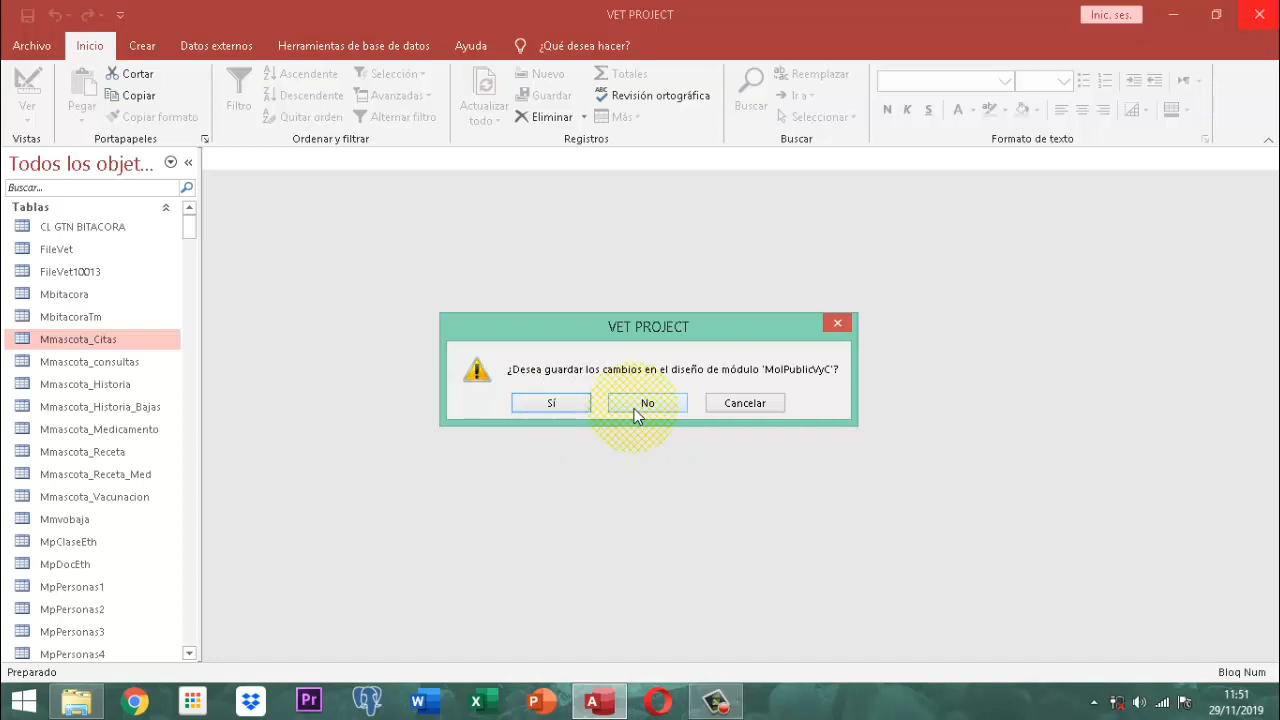 VET PROJECT
Inic. ses.
Archivo
Inicio
Crear
Datos externos
Herramientas de base de datos
Ayuda
¿Qué desea hacer?
Ver
Pegar
Cortar
Copiar
Copiar formato
Filtro
Ascendente
Descendente
Quitar orden
Selección
Avanzadas
Alternar filtro
Actualizar todo
Nuevo
Guardar
Eliminar
Totales
Revisión ortográfica
Más
Buscar
Reemplazar
Ir a
Seleccionar
N K S
A
Vistas
Portapapeles
Ordenar y filtrar
Registros
Buscar
Formato de texto
Todos los objet...
Buscar...
Tablas
CL GTN BITACORA
FileVet
FileVet10013
Mbitacora
MbitacoraTm
Mmascota_Citas
Mmascota_consultas
Mmascota_Historia
Mmascota_Historia_Bajas
Mmascota_Medicamento
Mmascota_Receta
Mmascota_Receta_Med
Mmascota_Vacunacion
Mmvobaja
MpClaseEth
MpDocEth
MpPersonas1
MpPersonas2
MpPersonas3
MpPersonas4
VET PROJECT
¿Desea guardar los cambios en el diseño de módulo 'MolPublicVyC'?
Sí
No
Cancelar
Preparado
Bloq Num
11:51
29/11/2019